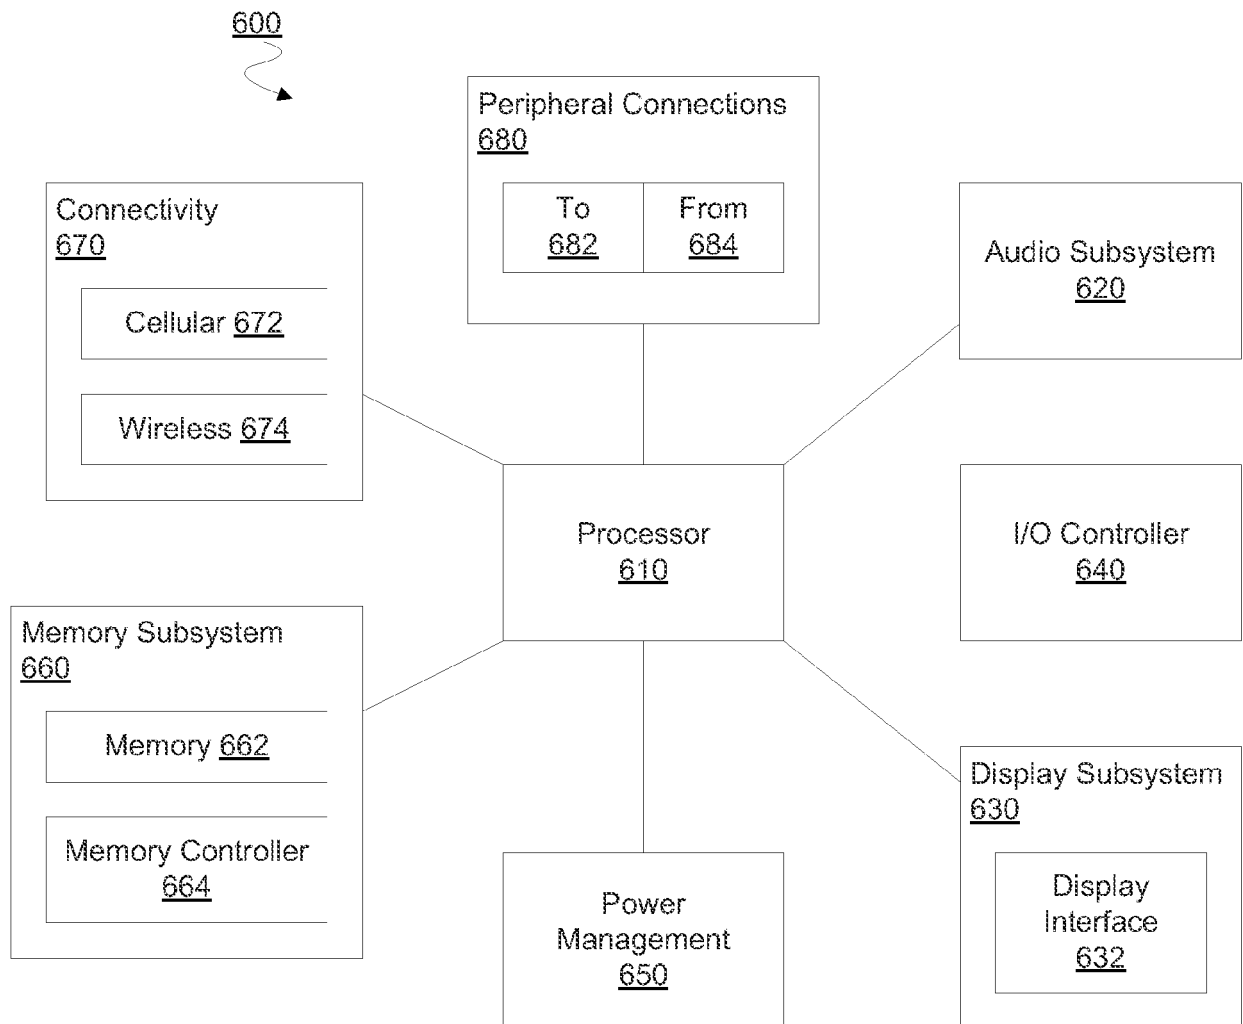 600
Peripheral Connections
680
To
682
From
684
Connectivity
670
Cellular 672
Wireless 674
Audio Subsystem
620
Processor
610
I/O Controller
640
Memory Subsystem
660
Memory 662
Memory Controller
664
Power
Management
650
Display Subsystem
630
Display
Interface
632